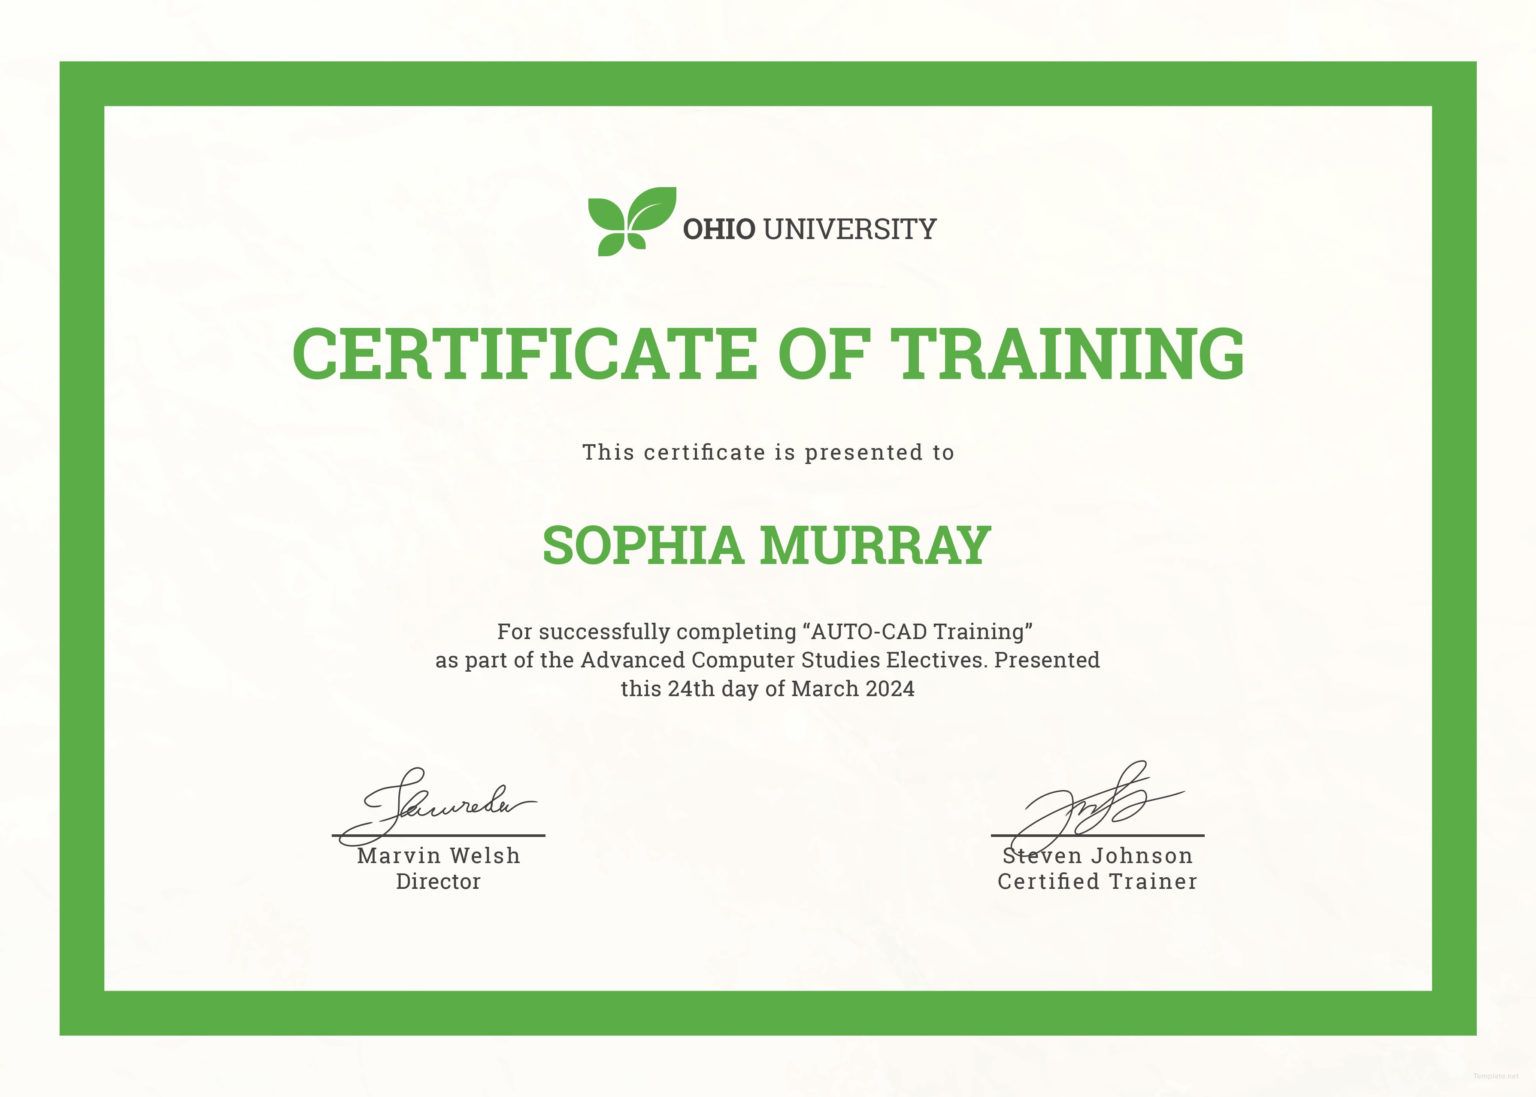 OHIO UNIVERSITY
CERTIFICATE OF TRAINING
This certificate is presented to
SOPHIA MURRAY
For successfully completing “AUTO-CAD Training”
as part of the Advanced Computer Studies Electives. Presented
this 24th day of March 2024
Marvin Welsh
Director
Steven Johnson
Certified Trainer
Template.net